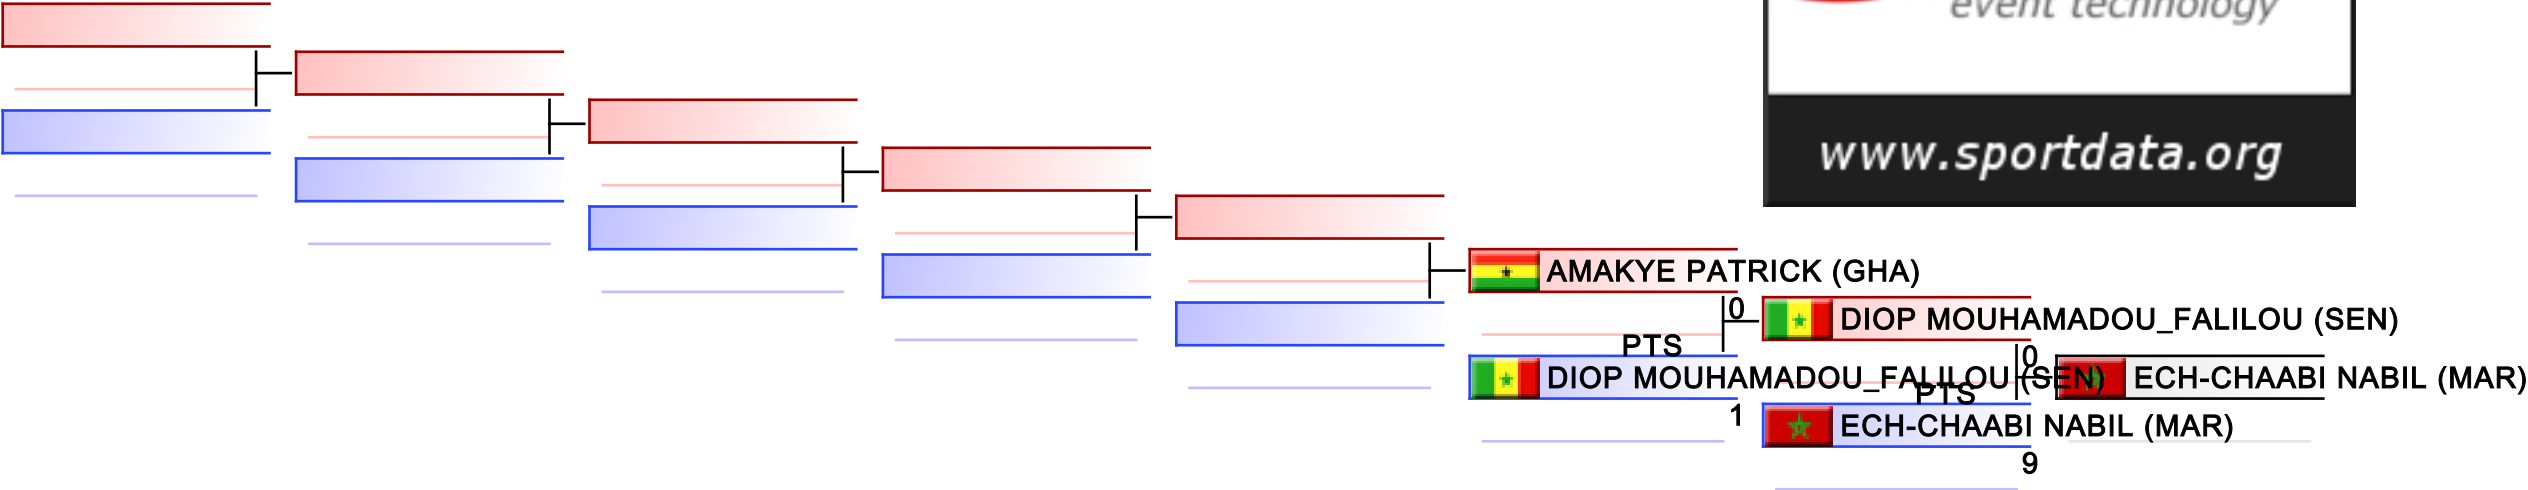 event technology
www.sportdata.org
AMAKYE PATRICK (GHA)
0
DIOP MOUHAMADOU_FALILOU (SEN)
PTS
0
DIOP MOUHAMADOU_FALILOU (SEN)
ECH-CHAABI NABIL (MAR)
PTS
1
ECH-CHAABI NABIL (MAR)
9